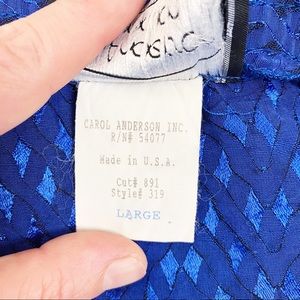 CAROL ANDERSON INC.
R/N# 54077
Made in U.S.A.
Cut# 891
Style# 319
LARGE